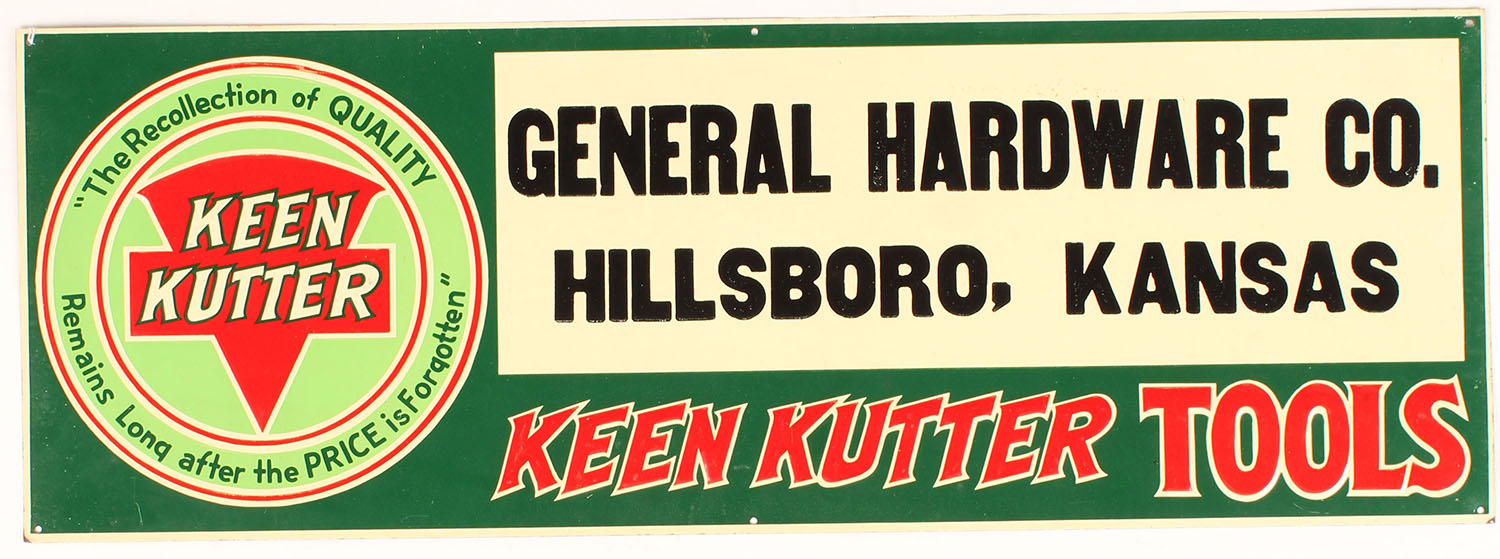 "The Recollection of QUALITY
Remains Long after the PRICE is Forgotten"
KEEN
KUTTER
GENERAL HARDWARE CO.
HILLSBORO, KANSAS
KEEN KUTTER TOOLS